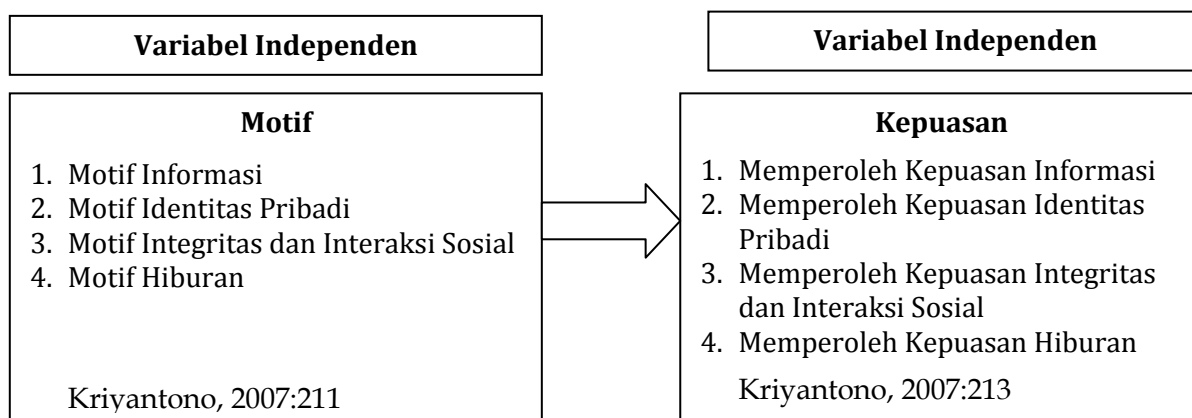 Variabel Independen
Motif
1. Motif Informasi
2. Motif Identitas Pribadi
3. Motif Integritas dan Interaksi Sosial
4. Motif Hiburan
Kriyantono, 2007:211
Variabel Independen
Kepuasan
1. Memperoleh Kepuasan Informasi
2. Memperoleh Kepuasan Identitas
Pribadi
3. Memperoleh Kepuasan Integritas
dan Interaksi Sosial
4. Memperoleh Kepuasan Hiburan
Kriyantono, 2007:213